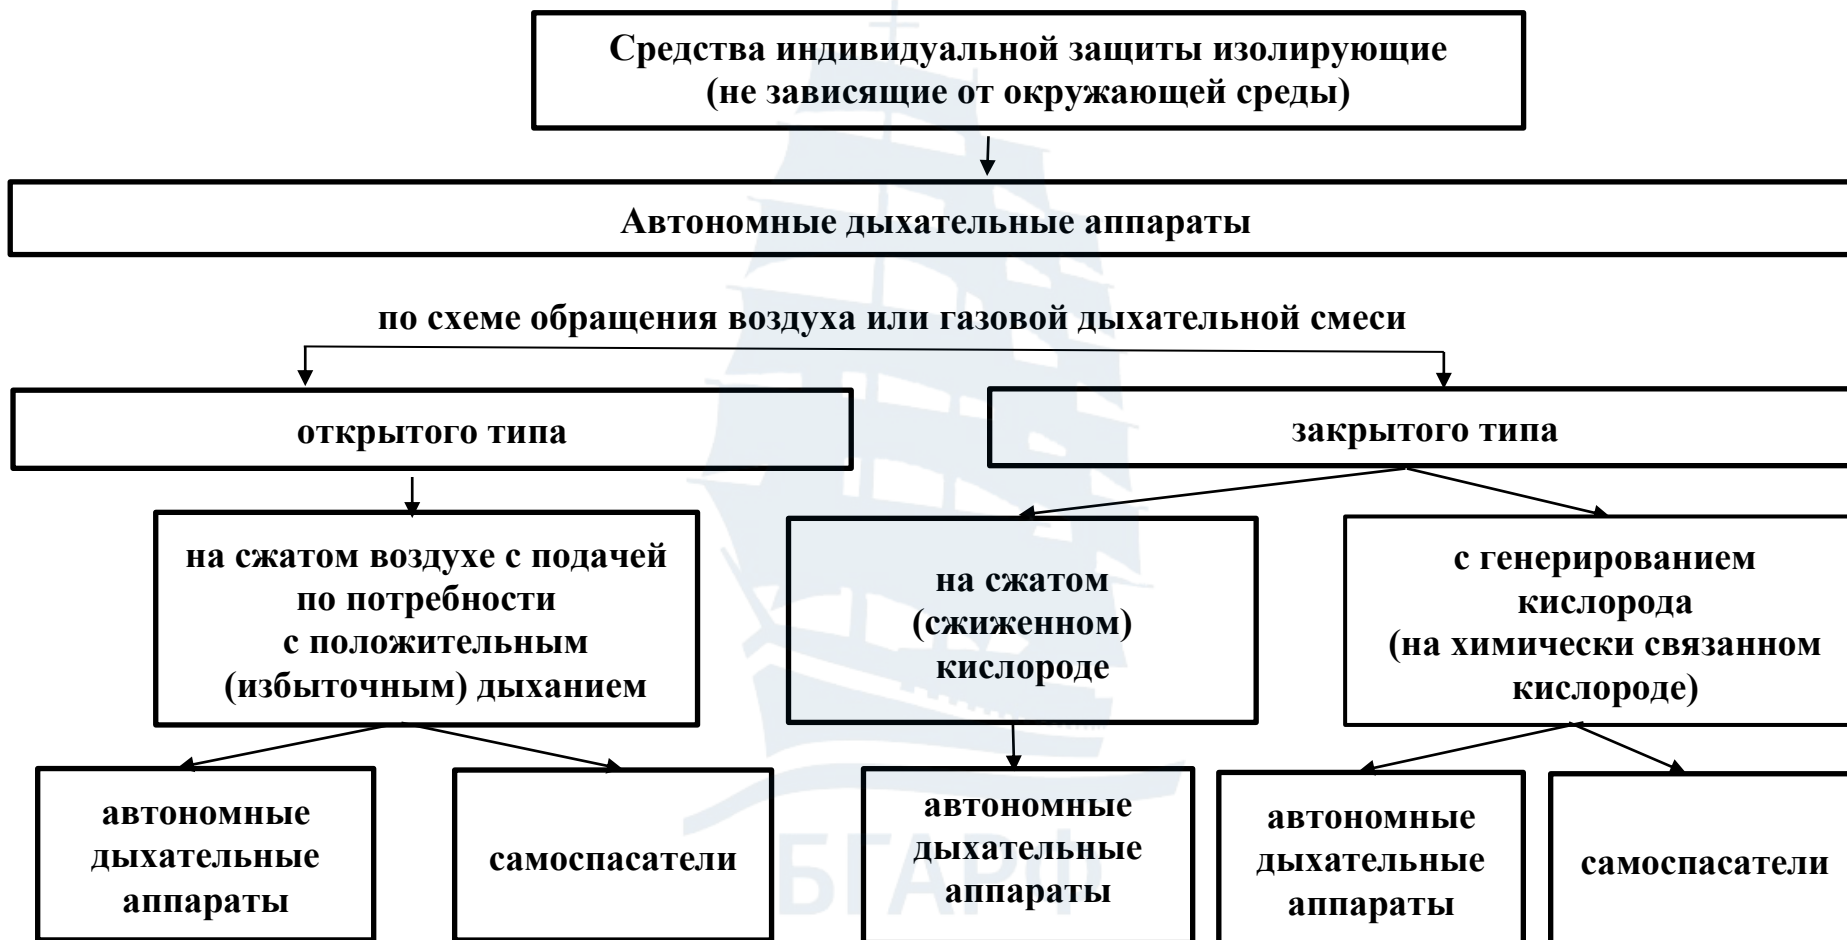 Средства индивидуальной защиты изолирующие
(не зависящие от окружающей среды)
Автономные дыхательные аппараты
по схеме обращения воздуха или газовой дыхательной смеси
открытого типа
закрытого типа
на сжатом воздухе с подачей
по потребности
с положительным
(избыточным) дыханием
на сжатом
(сжиженном)
кислороде
с генерированием
кислорода
(на химически связанном
кислороде)
автономные
дыхательные
аппараты
самоспасатели
автономные
дыхательные
аппараты
автономные
дыхательные
аппараты
самоспасатели
БГАРФ